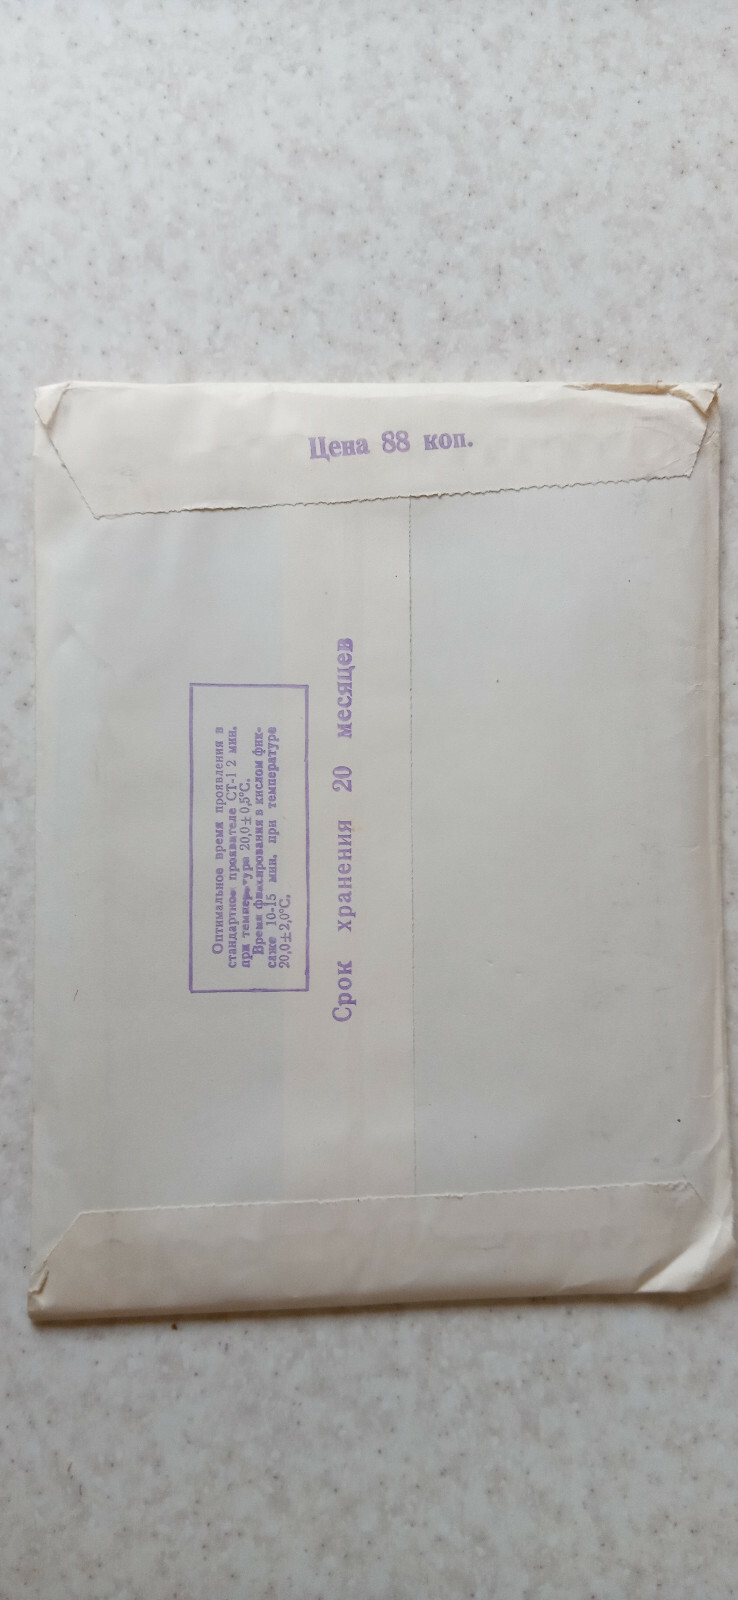 Цена 88 коп.
Оптимальное время проявления в
стандартном проявителе СТ-1 2 мин.
при температуре 20,0±0,5°С.
Время фиксирования в кислом фик-
саже 10-15 мин. при температуре
20,0±2,0°С.
Срок хранения 20 месяцев